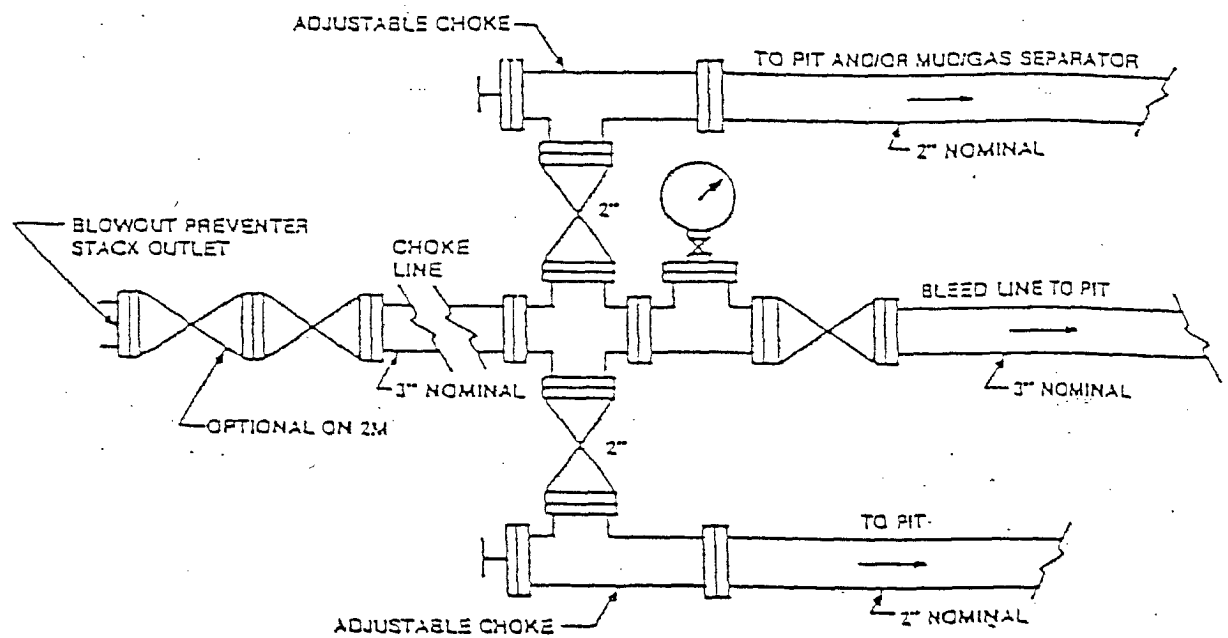 ADJUSTABLE CHOKE
TO PIT AND/OR MUD/GAS SEPARATOR
2" NOMINAL
2"
BLOWOUT PREVENTER
STACK OUTLET
CHOKE
LINE
BLEED LINE TO PIT
3" NOMINAL
3" NOMINAL
OPTIONAL ON 2M
2"
TO PIT
2" NOMINAL
ADJUSTABLE CHOKE